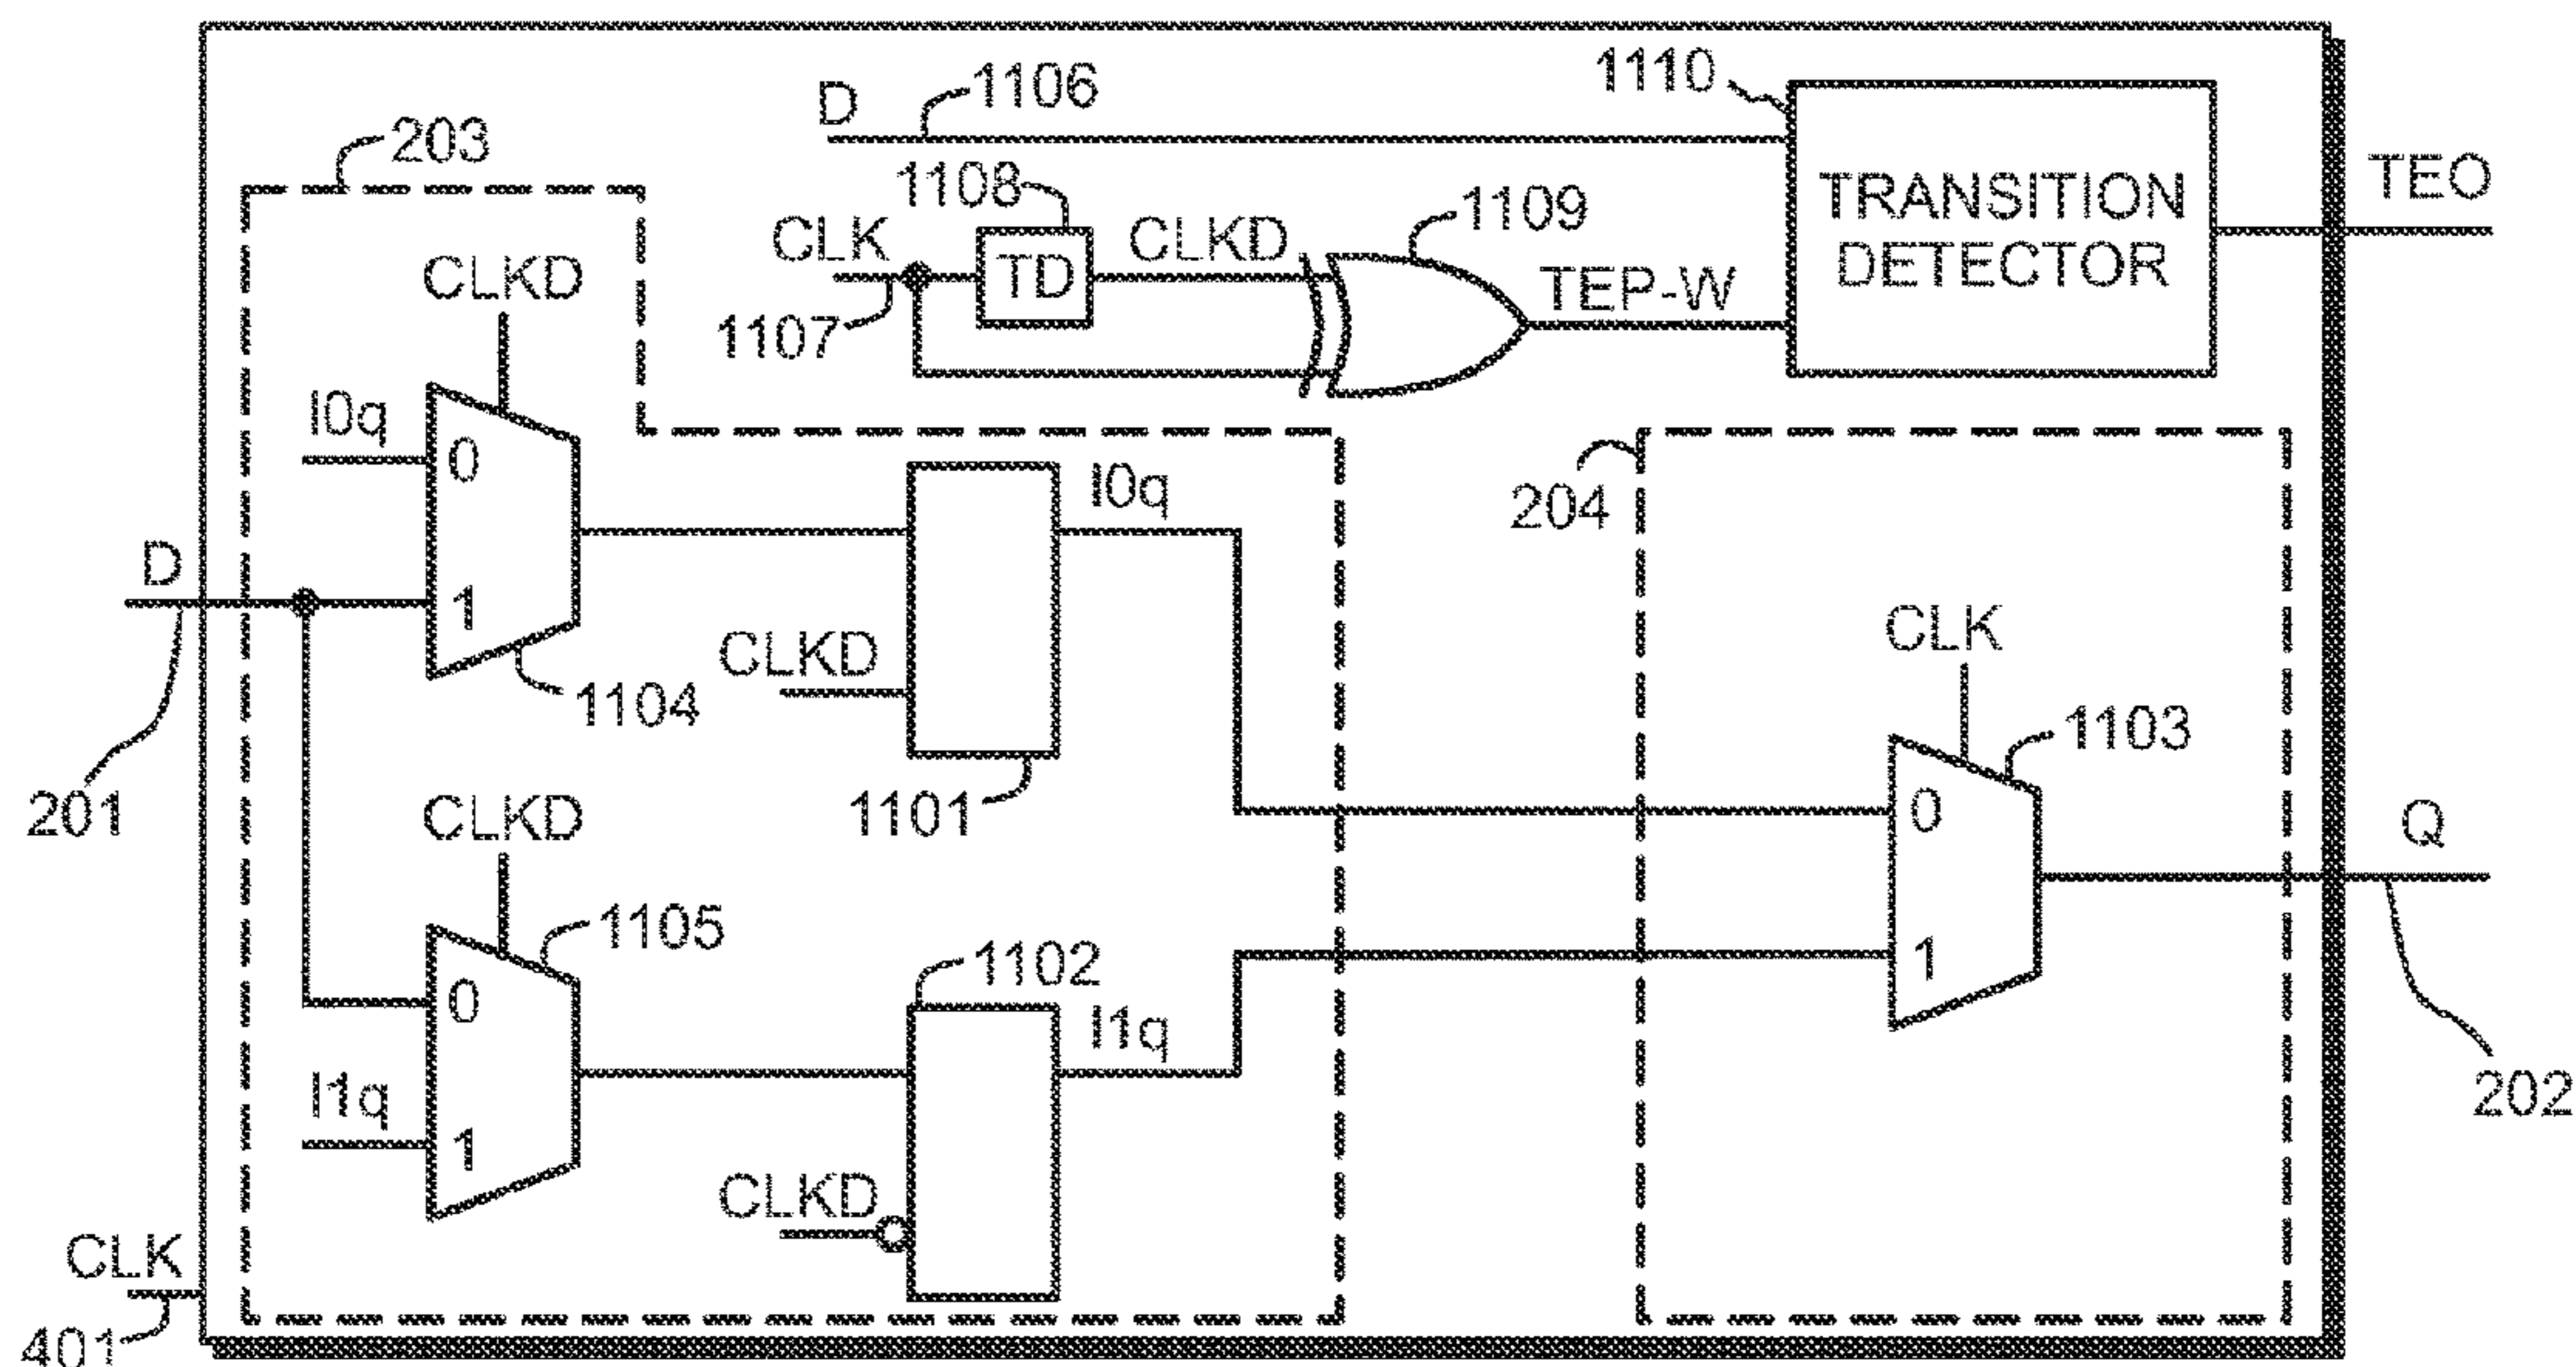 1110
D
1106
203
1108
TRANSITION
DETECTOR
TEO
CLK
TD
CLKD
1109
TEP-W
1107
CLKD
I0q
0
1
I0q
204
D
CLKD
CLK
1104
1101
1103
201
CLKD
0
1
Q
1105
1102
0
I1q
I1q
1
202
CLKD
CLK
401